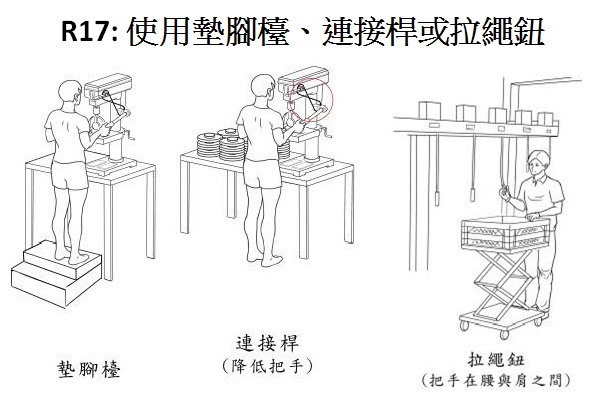 R17: 使用墊腳檯、連接桿或拉繩鈕
墊腳檯
連接桿
(降低把手)
拉繩鈕
(把手在腰與肩之間)